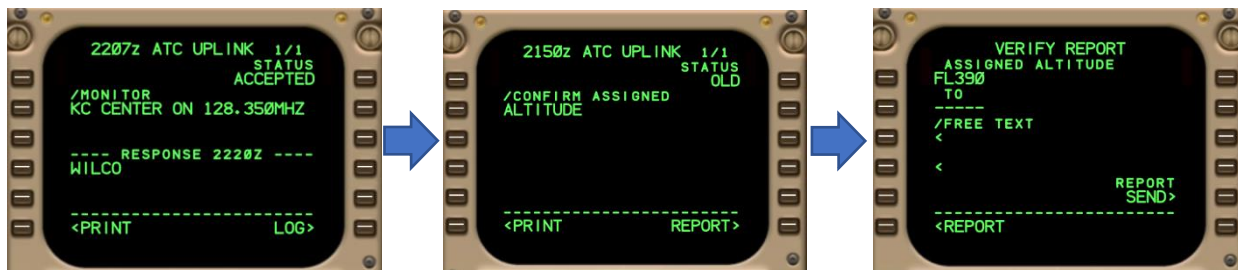 2207z ATC UPLINK 1/1
STATUS
ACCEPTED
/MONITOR
KC CENTER ON 128.350MHZ
---- RESPONSE 2220Z ----
WILCO
------------------------
<PRINT LOG>
2150z ATC UPLINK 1/1
STATUS
OLD
/CONFIRM ASSIGNED
ALTITUDE
------------------------
<PRINT REPORT>
VERIFY REPORT
ASSIGNED ALTITUDE
FL390
TO
-----
/FREE TEXT
<
<
REPORT
SEND>
------------------------
<REPORT